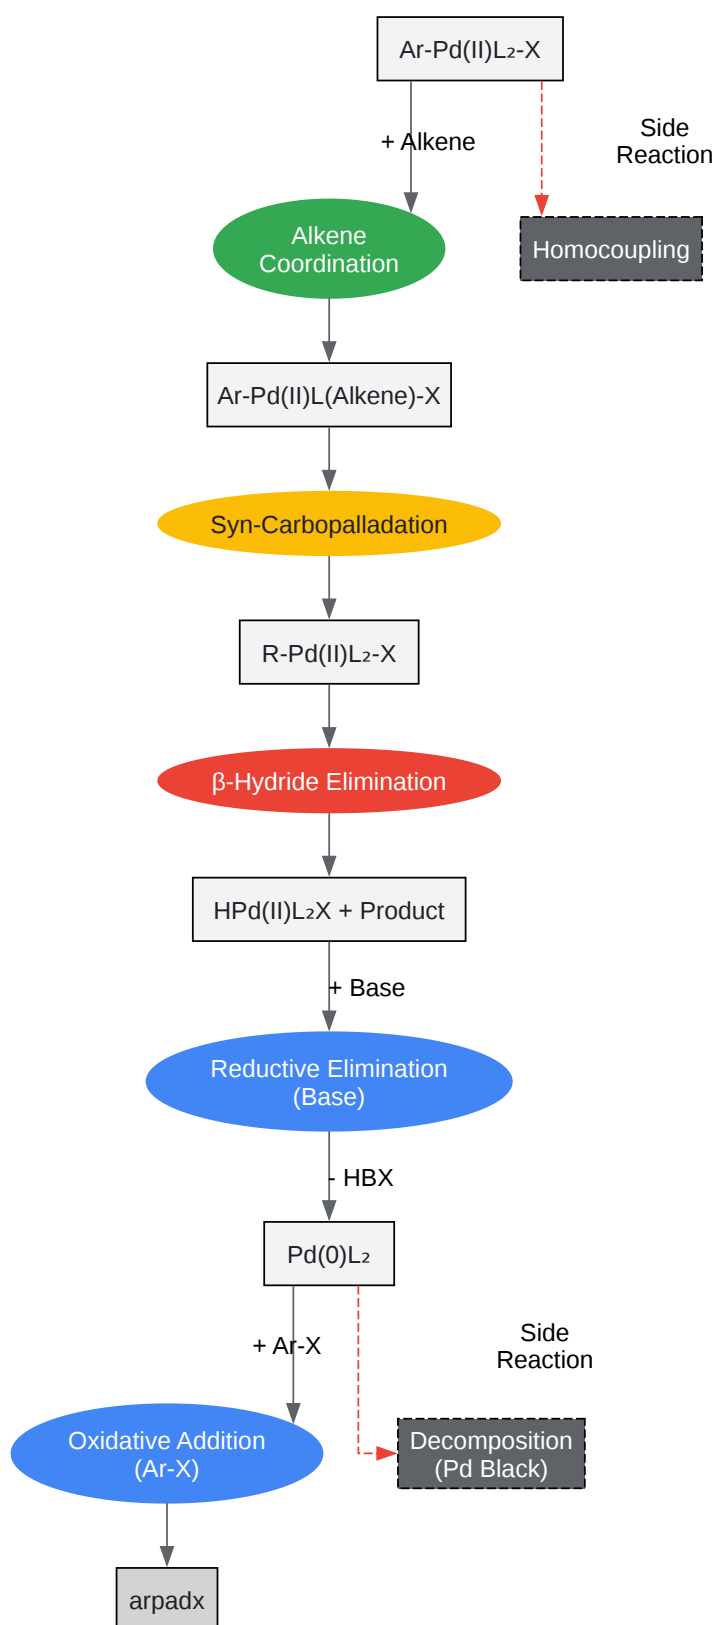 Ar-Pd(II)L₂-X
+ Alkene
Side
Reaction
Alkene
Coordination
Homocoupling
Ar-Pd(II)L(Alkene)-X
Syn-Carbopalladation
R-Pd(II)L₂-X
β-Hydride Elimination
HPd(II)L₂X + Product
+ Base
Reductive Elimination
(Base)
- HBX
Pd(0)L₂
+ Ar-X
Side
Reaction
Oxidative Addition
(Ar-X)
Decomposition
(Pd Black)
arpadx